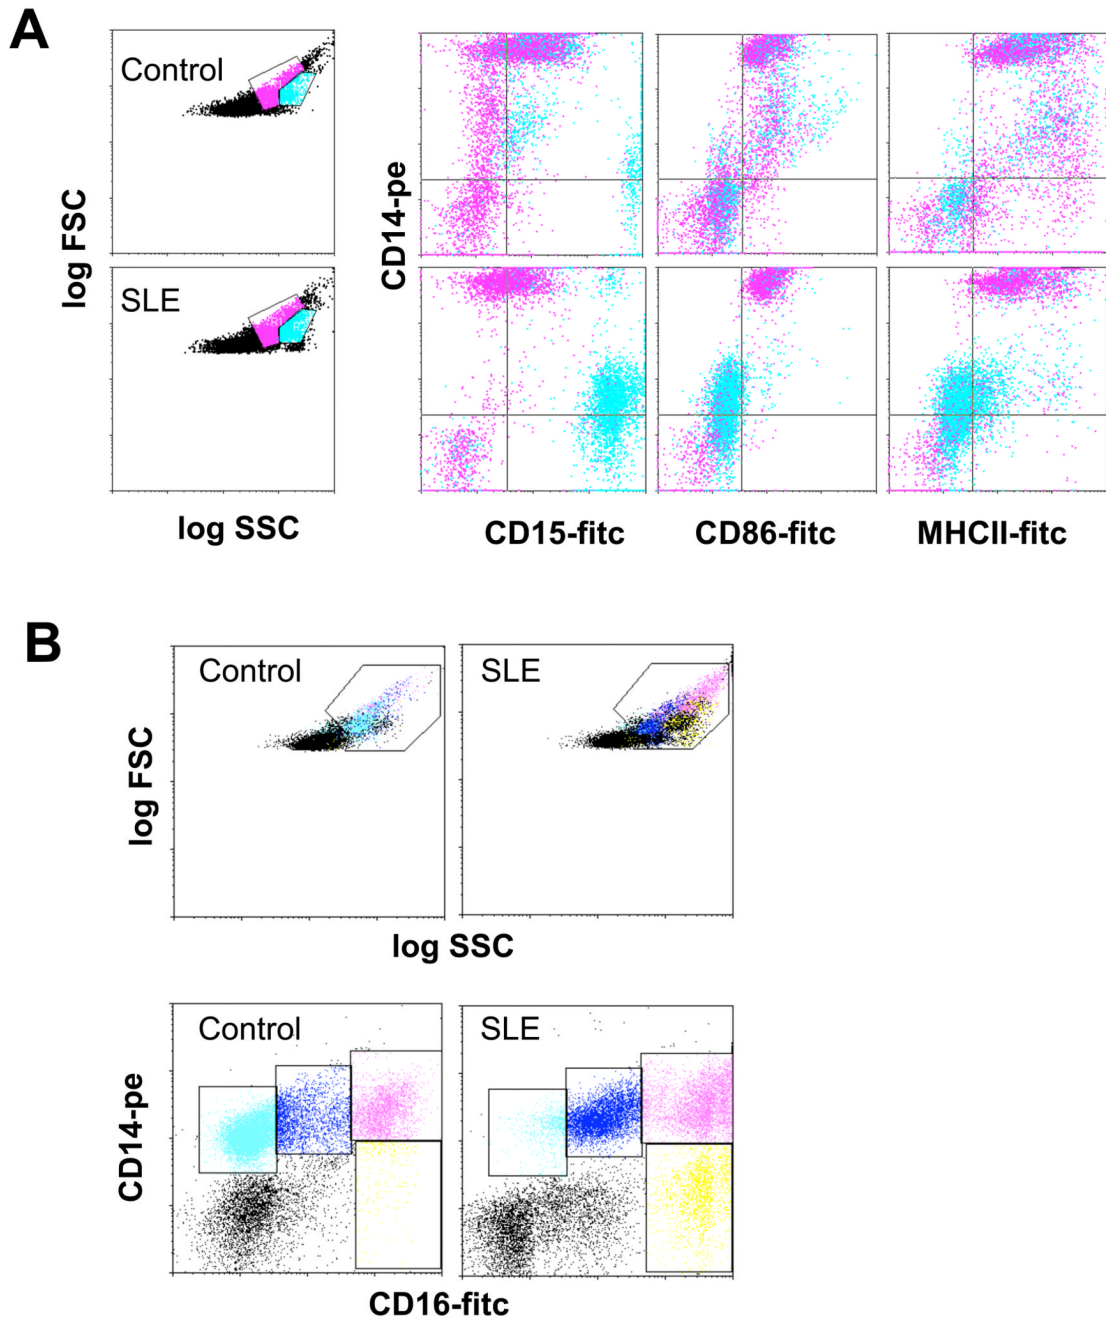 A
Control
SLE
log FSC
log SSC
CD14-pe
CD15-fitc
CD86-fitc
MHCII-fitc
B
Control
SLE
log FSC
log SSC
Control
SLE
CD14-pe
CD16-fitc